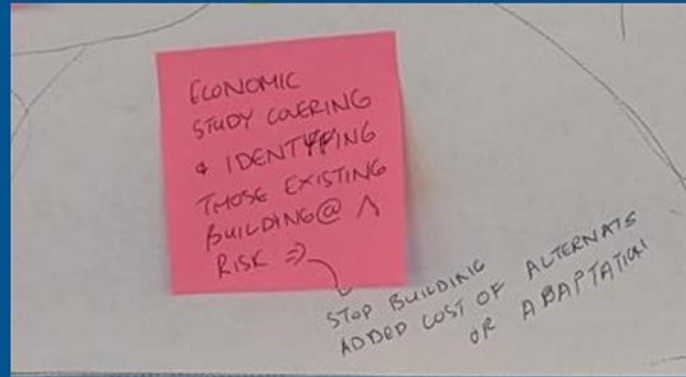 ECONOMIC
STUDY COVERING
& IDENTIFYING
THOSE EXISTING
BUILDING@ ^
RISK =>
STOP BUILDING
ADDED COST OF ALTERNATS
OR ADAPTATION